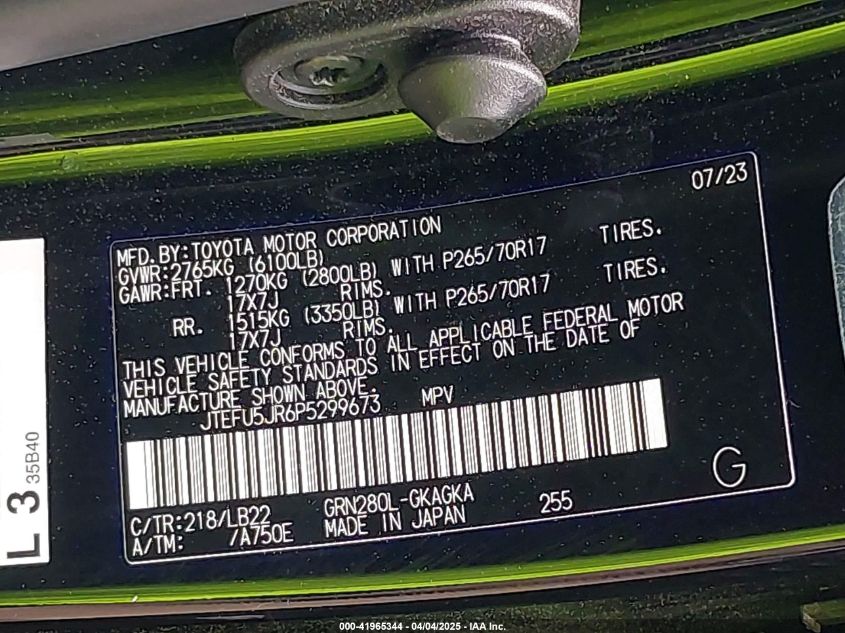 07/23
MFD.BY:TOYOTA MOTOR CORPORATION
GVWR:2765KG (6100LB)
GAWR:FRT. 1270KG (2800LB) WITH P265/70R17 TIRES.
17X7J RIMS.
RR. 1515KG (3350LB) WITH P265/70R17 TIRES.
17X7J RIMS.
THIS VEHICLE CONFORMS TO ALL APPLICABLE FEDERAL MOTOR
VEHICLE SAFETY STANDARDS IN EFFECT ON THE DATE OF
MANUFACTURE SHOWN ABOVE.
JTEFU5JR6P5299673 MPV
G
C/TR:218/LB22 GRN280L-GKAGKA 255
A/TM: /A750E MADE IN JAPAN
L 3 35B40
000-41965344 - 04/04/2025 - IAA Inc.